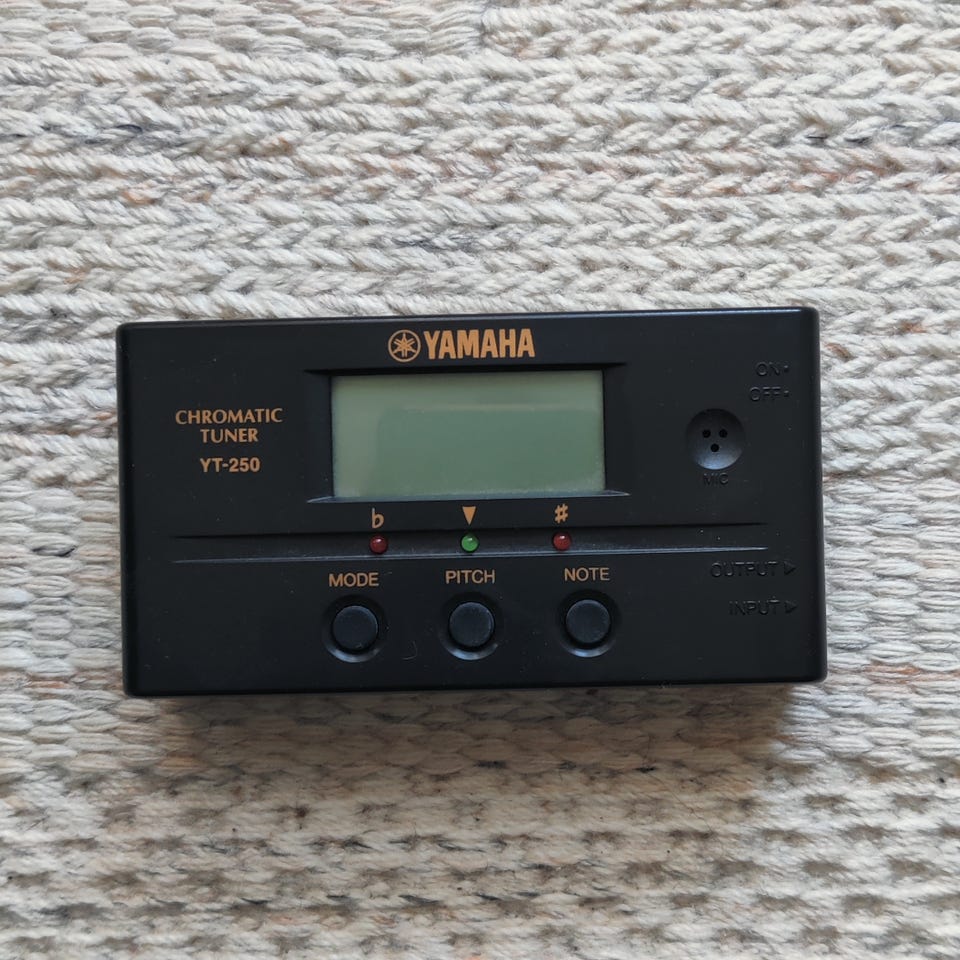 YAMAHA
CHROMATIC
TUNER
YT-250
ON
OFF
MIC
♭ ▼ ♯
MODE PITCH NOTE
OUTPUT ▶
INPUT ▶